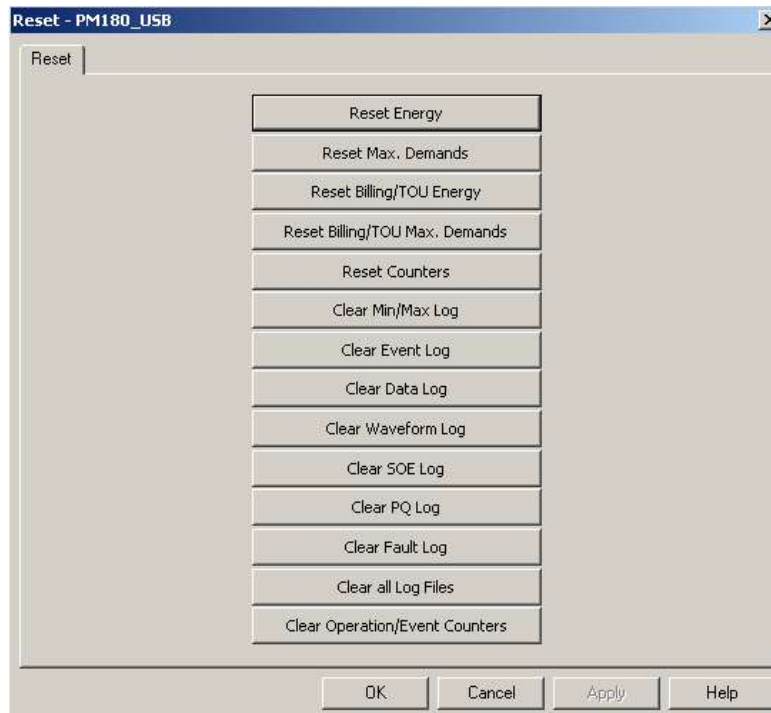 Reset - PM180_USB
Reset
Reset Energy
Reset Max. Demands
Reset Billing/TOU Energy
Reset Billing/TOU Max. Demands
Reset Counters
Clear Min/Max Log
Clear Event Log
Clear Data Log
Clear Waveform Log
Clear SOE Log
Clear PQ Log
Clear Fault Log
Clear all Log Files
Clear Operation/Event Counters
OK Cancel Apply Help